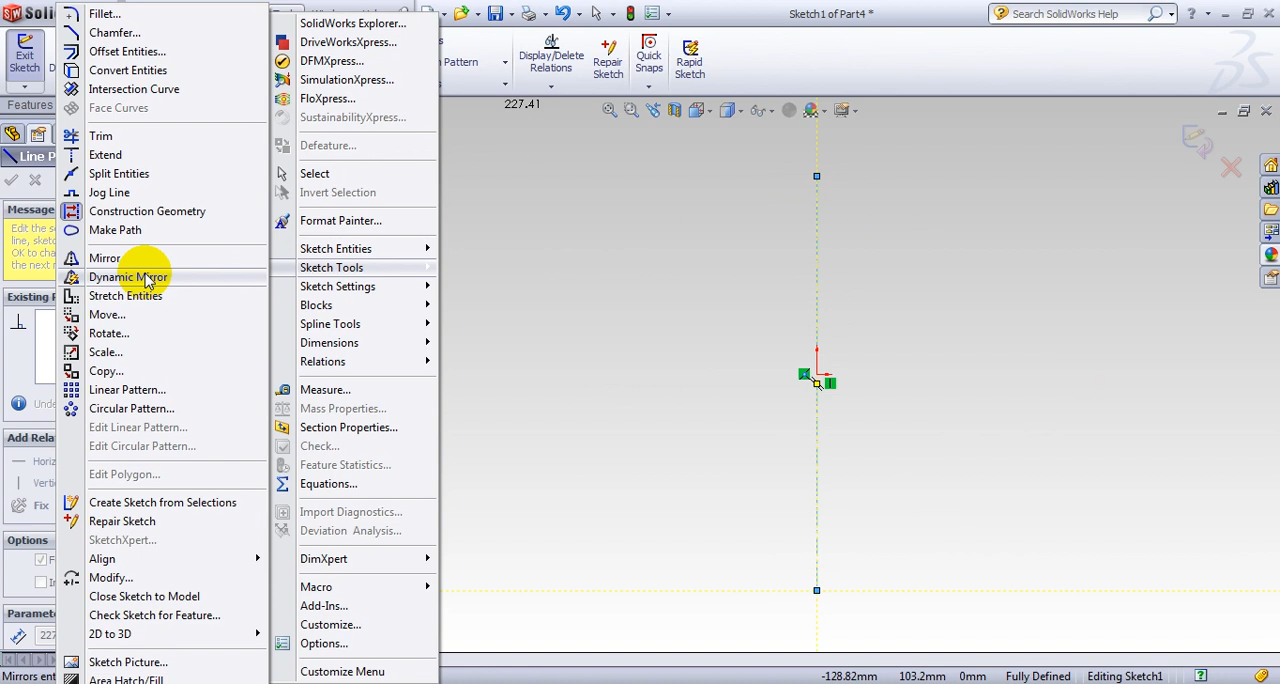 Soli
Sketch1 of Part4 *
Search SolidWorks Help
Exit
Sketch
D
Pattern
Display/Delete
Relations
Repair
Sketch
Quick
Snaps
Rapid
Sketch
Features
227.41
Line P
Message
Edit the s
line, sketc
OK to cha
the next
Existing
Unde
Add Rela
Horiz
Vertic
Fix
Options
F
Paramet
227
Fillet...
Chamfer...
Offset Entities...
Convert Entities
Intersection Curve
Face Curves
Trim
Extend
Split Entities
Jog Line
Construction Geometry
Make Path
Mirror
Dynamic Mirror
Stretch Entities
Move...
Rotate...
Scale...
Copy...
Linear Pattern...
Circular Pattern...
Edit Linear Pattern...
Edit Circular Pattern...
Edit Polygon...
Create Sketch from Selections
Repair Sketch
SketchXpert...
Align
Modify...
Close Sketch to Model
Check Sketch for Feature...
2D to 3D
Sketch Picture...
Area Hatch/Fill
SolidWorks Explorer...
DriveWorksXpress...
DFMXpress...
SimulationXpress...
FloXpress...
SustainabilityXpress...
Defeature...
Select
Invert Selection
Format Painter...
Sketch Entities
Sketch Tools
Sketch Settings
Blocks
Spline Tools
Dimensions
Relations
Measure...
Mass Properties...
Section Properties...
Check...
Feature Statistics...
Equations...
Import Diagnostics...
Deviation Analysis...
DimXpert
Macro
Add-Ins...
Customize...
Options...
Customize Menu
Mirrors en
-128.82mm
103.2mm
0mm
Fully Defined
Editing Sketch1